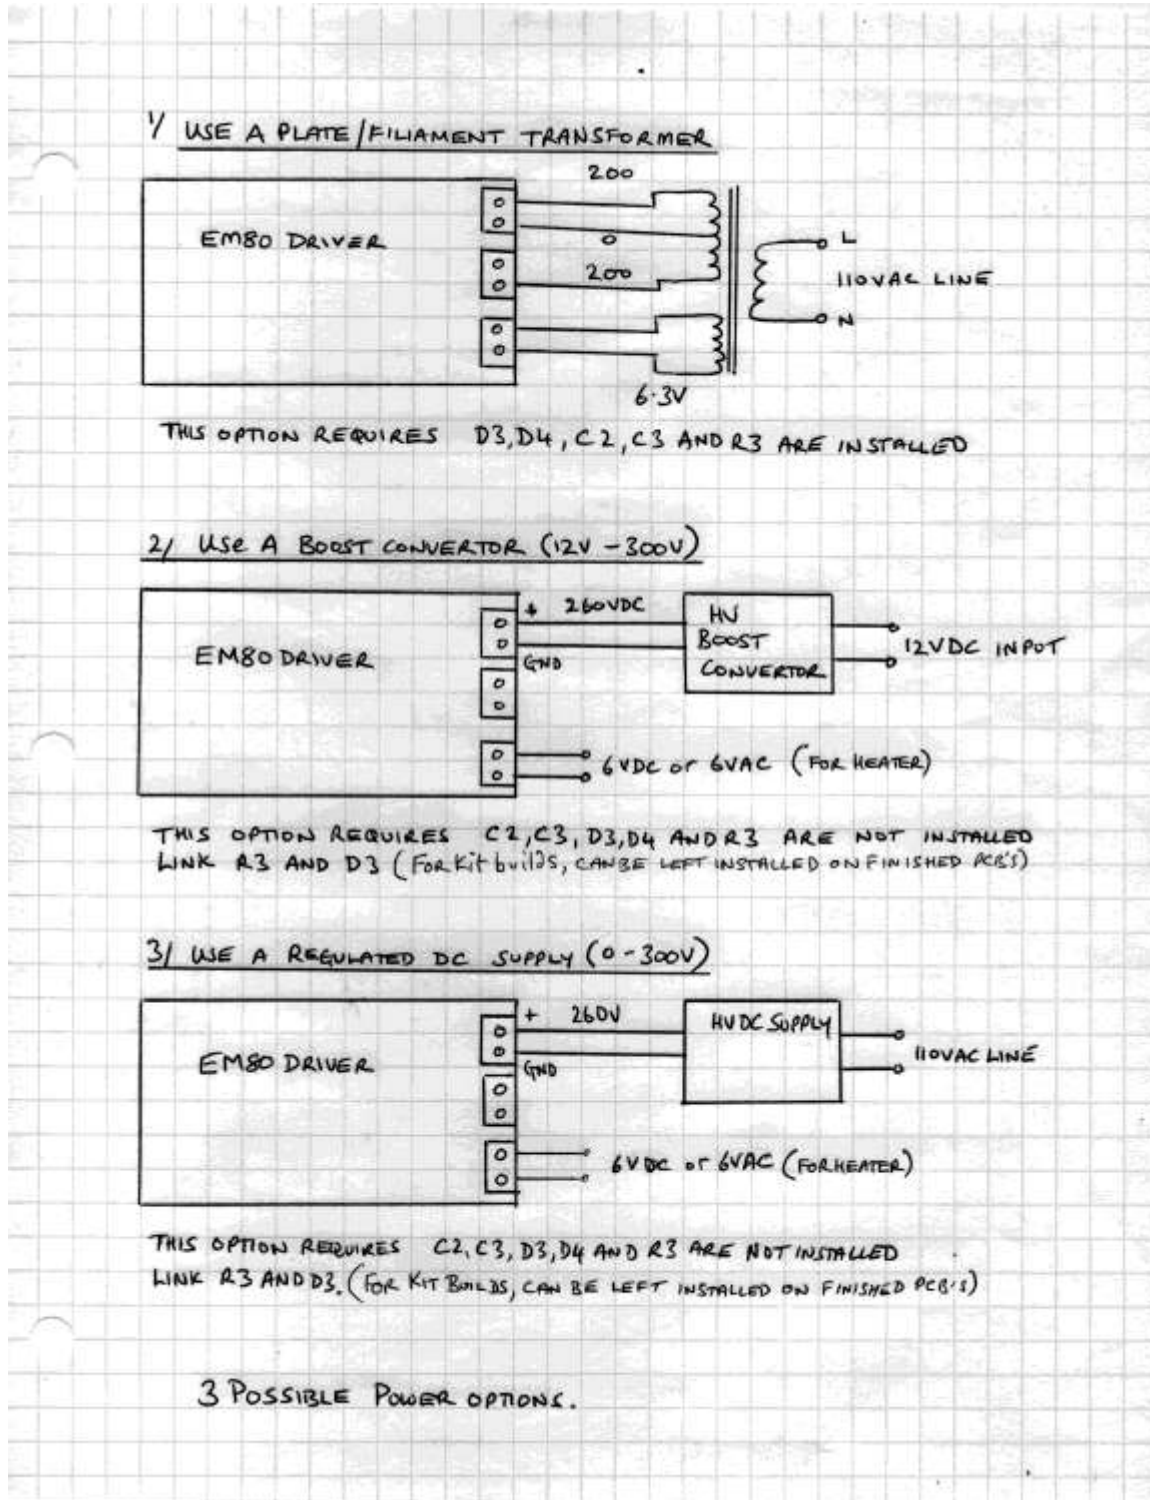 1/ USE A PLATE/FILIAMENT TRANSFORMER
200
EM80 DRIVER
0
L
200
110VAC LINE
N
6.3V
THIS OPTION REQUIRES D3,D4,C2,C3 AND R3 ARE INSTALLED
2/ USE A BOOST CONVERTOR (12V - 300V)
+ 260VDC
HV
BOOST
CONVERTOR
12VDC INPUT
EM80 DRIVER
GND
6VDC or 6VAC (FOR HEATER)
THIS OPTION REQUIRES C2,C3,D3,D4 AND R3 ARE NOT INSTALLED
LINK R3 AND D3 (FOR Kit builds, CAN BE LEFT INSTALLED ON FINISHED PCB'S)
3/ USE A REGULATED DC SUPPLY (0-300V)
+ 260V
HV DC SUPPLY
110VAC LINE
EM80 DRIVER
GND
6VDC or 6VAC (FOR HEATER)
THIS OPTION REQUIRES C2,C3,D3,D4 AND R3 ARE NOT INSTALLED
LINK R3 AND D3. (FOR KIT BUILDS, CAN BE LEFT INSTALLED ON FINISHED PCB'S)
3 POSSIBLE POWER OPTIONS.